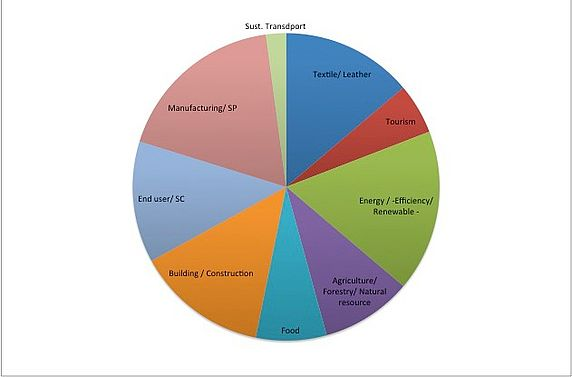 Sust. Transdport
Textile/ Leather
Tourism
Energy / -Efficiency/
Renewable -
Agriculture/
Forestry/ Natural
resource
Food
Building / Construction
End user/ SC
Manufacturing/ SP